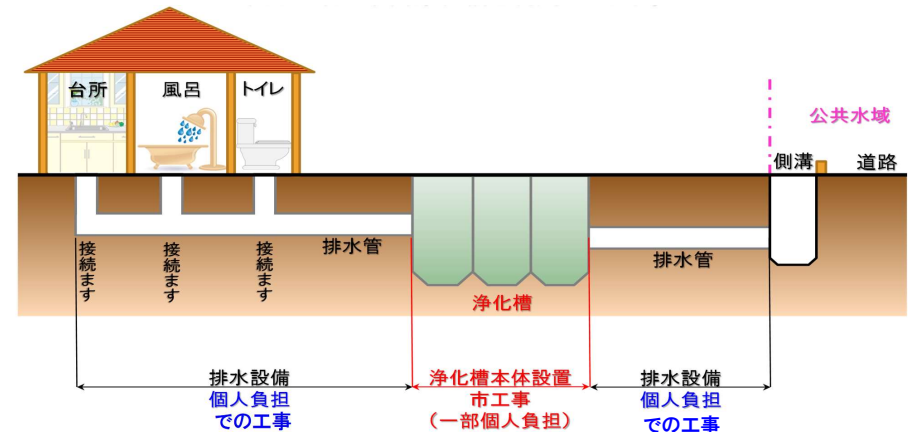 台所
風呂
トイレ
公共水域
側溝
道路
接続ます
接続ます
接続ます
排水管
浄化槽
排水管
排水設備
個人負担
での工事
浄化槽本体設置
市工事
（一部個人負担）
排水設備
個人負担
での工事